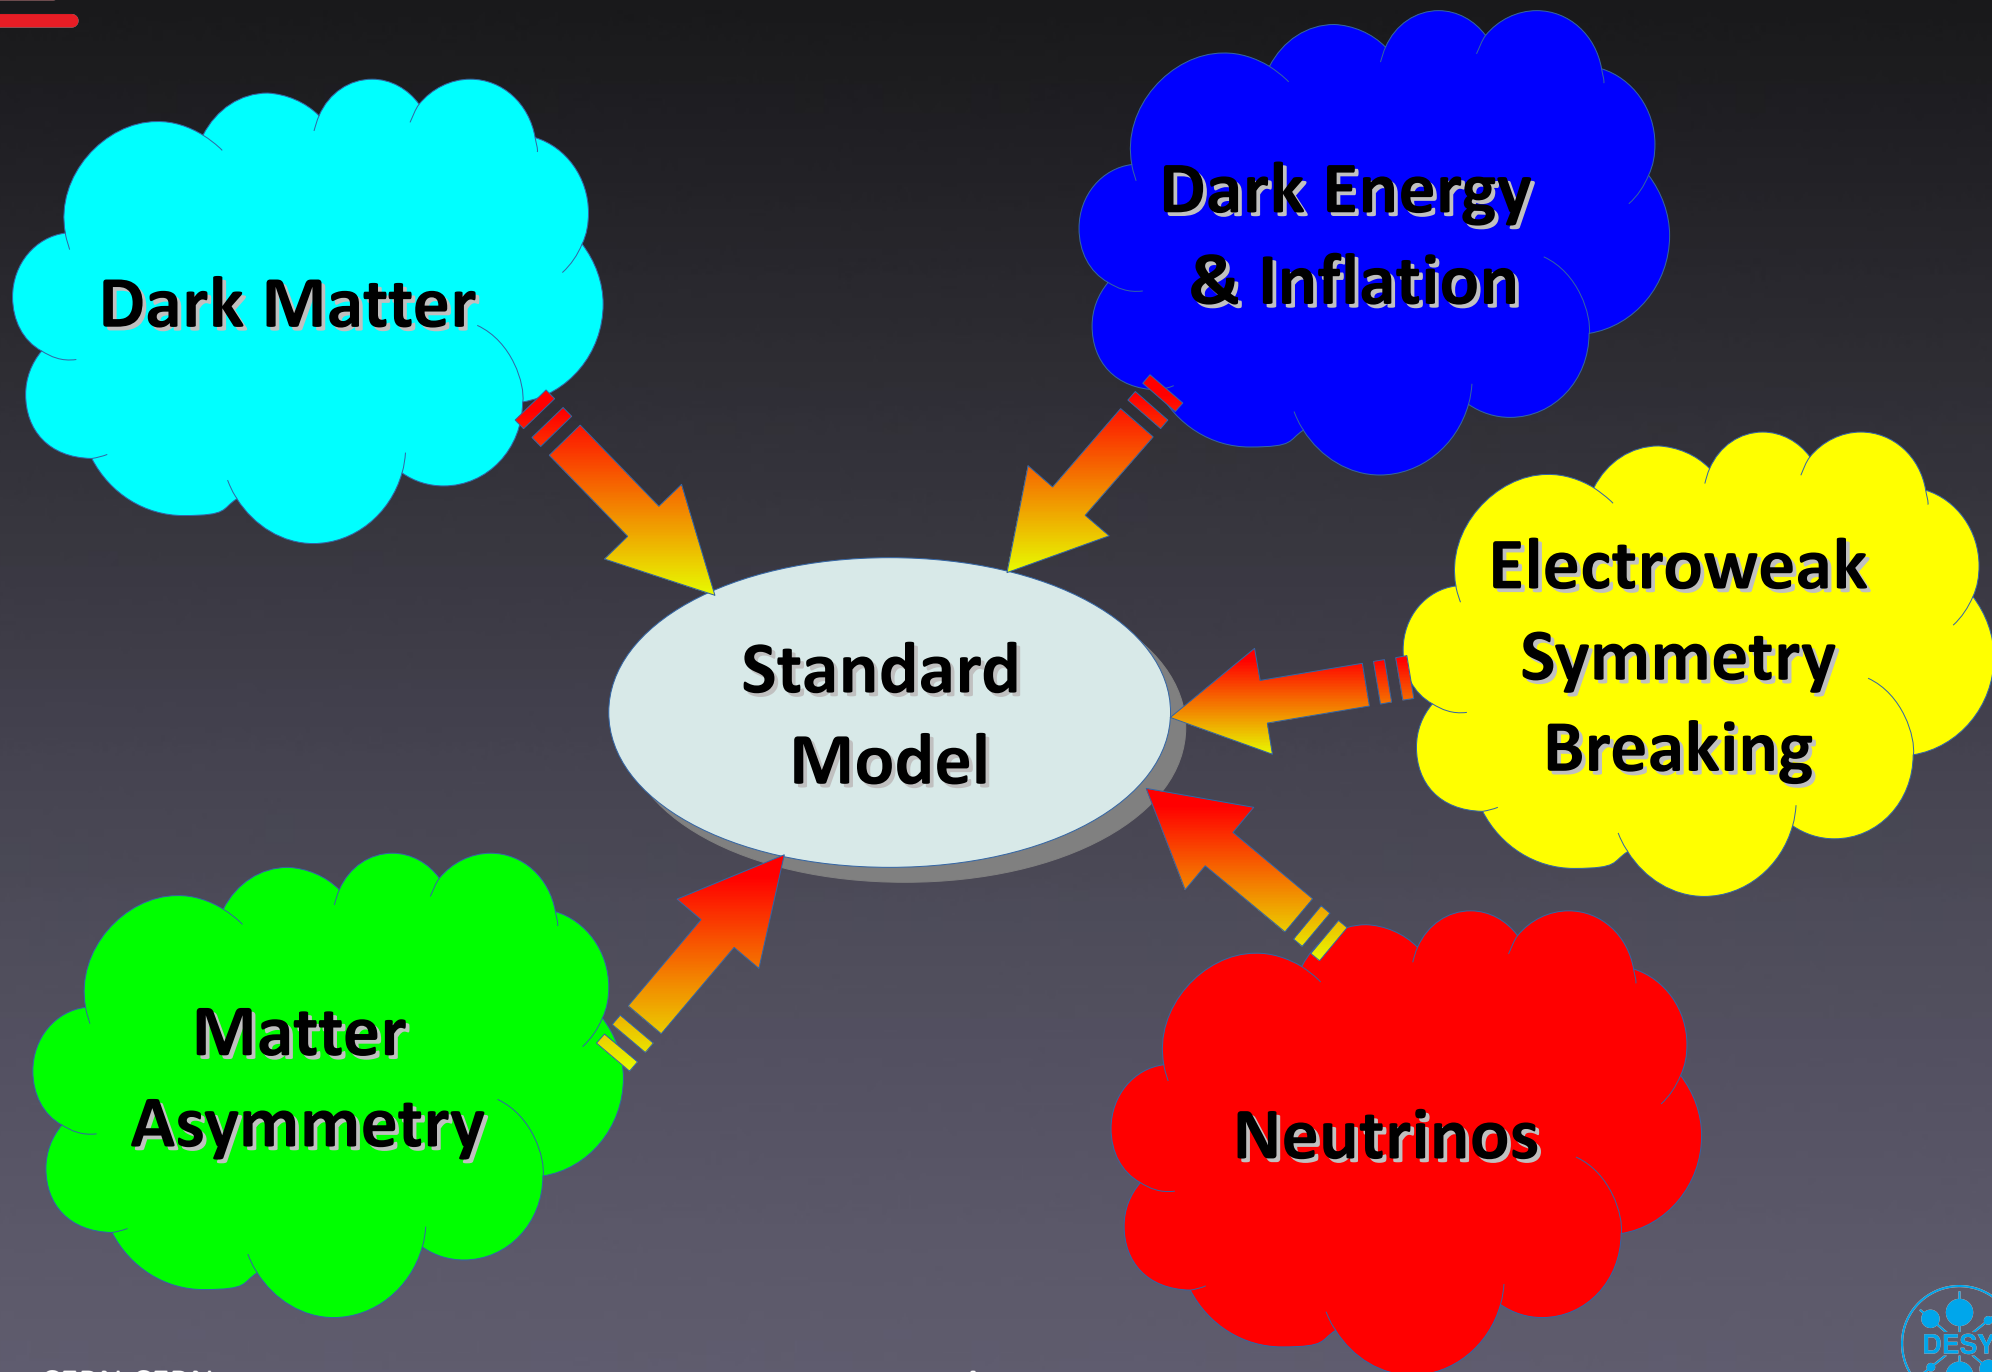 Dark Matter
Dark Energy
& Inflation
Electroweak
Symmetry
Breaking
Standard
Model
Matter
Asymmetry
Neutrinos
DESY